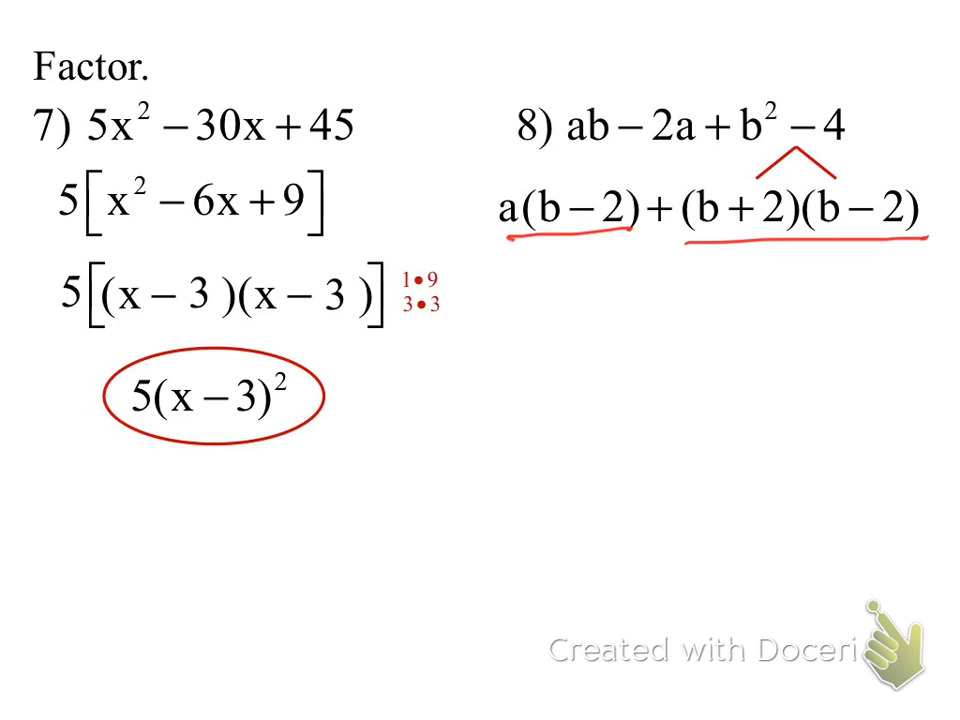 Factor.
7) 5x² − 30x + 45
5[x² − 6x + 9]
5[(x − 3 )(x − 3 )]
1•9
3•3
5(x − 3)²
8) ab − 2a + b² − 4
a(b − 2) + (b + 2)(b − 2)
Created with Doceri